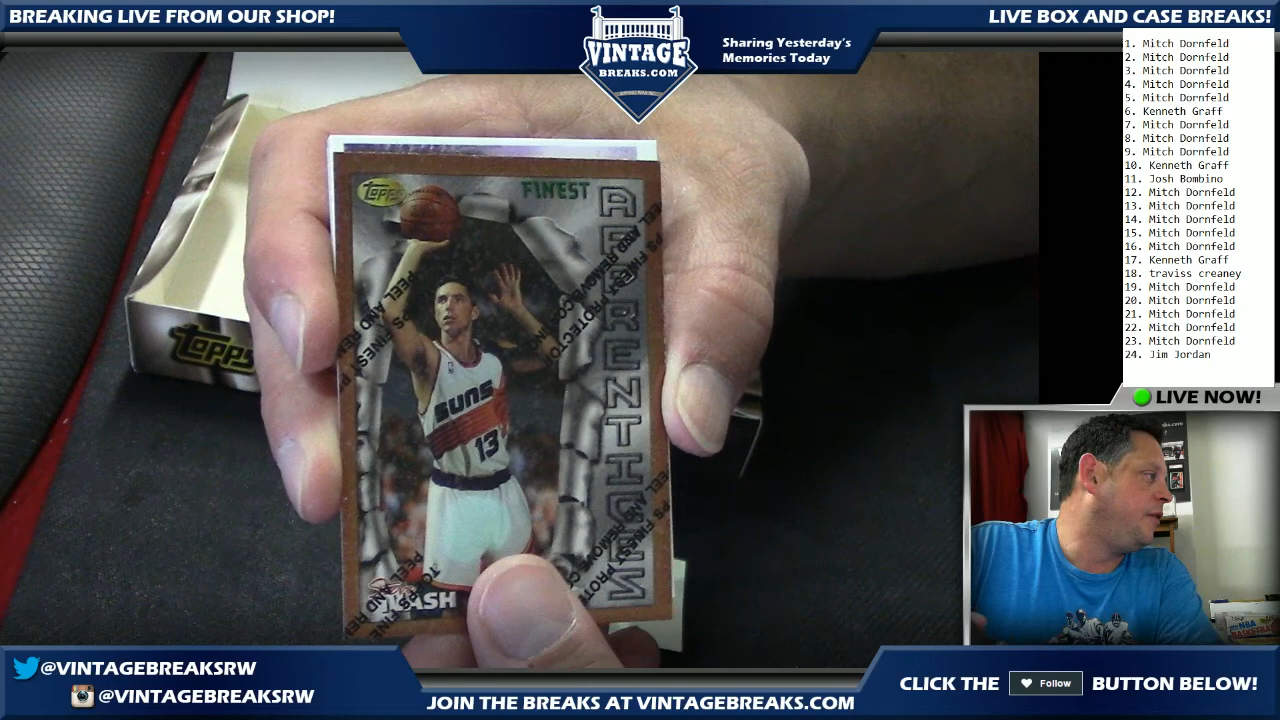 BREAKING LIVE FROM OUR SHOP!
VINTAGE
BREAKS.COM
Sharing Yesterday's
Memories Today
LIVE BOX AND CASE BREAKS!
1. Mitch Dornfeld
2. Mitch Dornfeld
3. Mitch Dornfeld
4. Mitch Dornfeld
5. Mitch Dornfeld
6. Kenneth Graff
7. Mitch Dornfeld
8. Mitch Dornfeld
9. Mitch Dornfeld
10. Kenneth Graff
11. Josh Bombino
12. Mitch Dornfeld
13. Mitch Dornfeld
14. Mitch Dornfeld
15. Mitch Dornfeld
16. Mitch Dornfeld
17. Kenneth Graff
18. traviss creaney
19. Mitch Dornfeld
20. Mitch Dornfeld
21. Mitch Dornfeld
22. Mitch Dornfeld
23. Mitch Dornfeld
24. Jim Jordan
LIVE NOW!
TOPPS
FINEST
APPRENTICES
PEEL AND REMOVE
SUNS
13
NASH
TOPPS
NBA
BASKETBALL
@VINTAGEBREAKSRW
@VINTAGEBREAKSRW
JOIN THE BREAKS AT VINTAGEBREAKS.COM
CLICK THE Follow BUTTON BELOW!